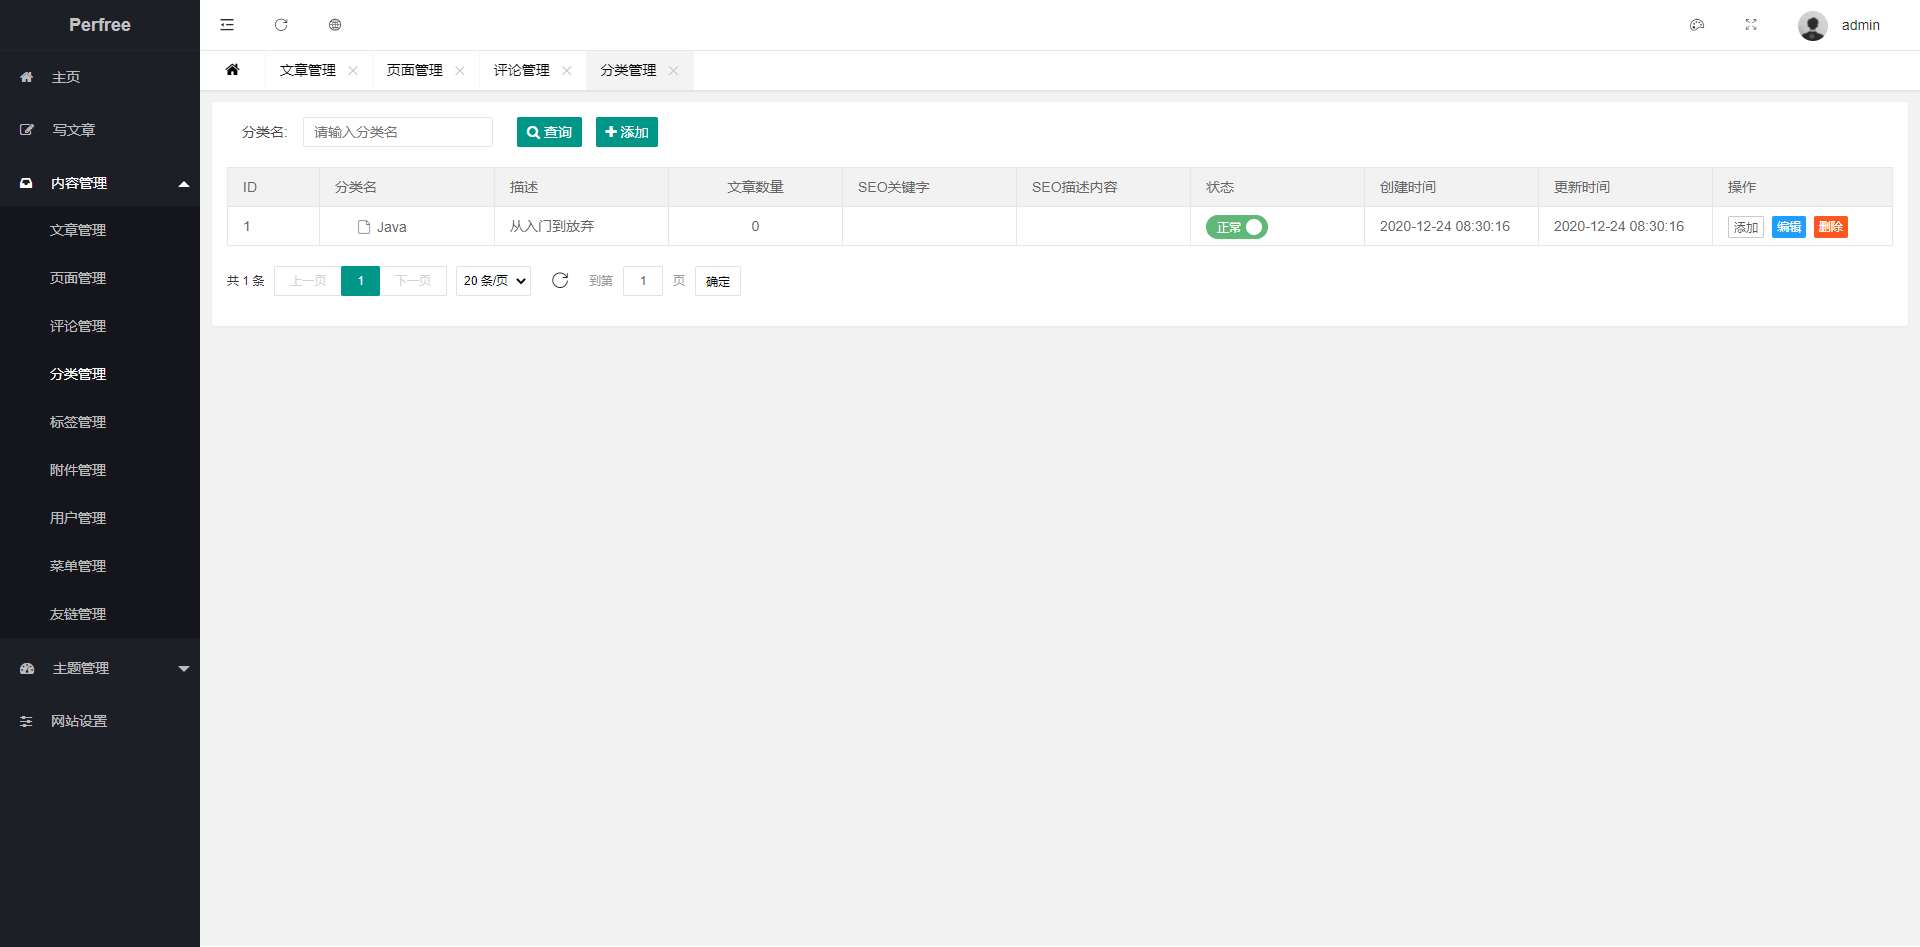 Perfree
admin
主页
写文章
内容管理
文章管理
页面管理
评论管理
分类管理
标签管理
附件管理
用户管理
菜单管理
友链管理
主题管理
网站设置
文章管理 页面管理 评论管理 分类管理
分类名: 请输入分类名 查询 添加
ID 分类名 描述 文章数量 SEO关键字 SEO描述内容 状态 创建时间 更新时间 操作
1 Java 从入门到放弃 0 正常 2020-12-24 08:30:16 2020-12-24 08:30:16 添加 编辑 删除
共 1 条 上一页 1 下一页 20 条/页 到第 1 页 确定